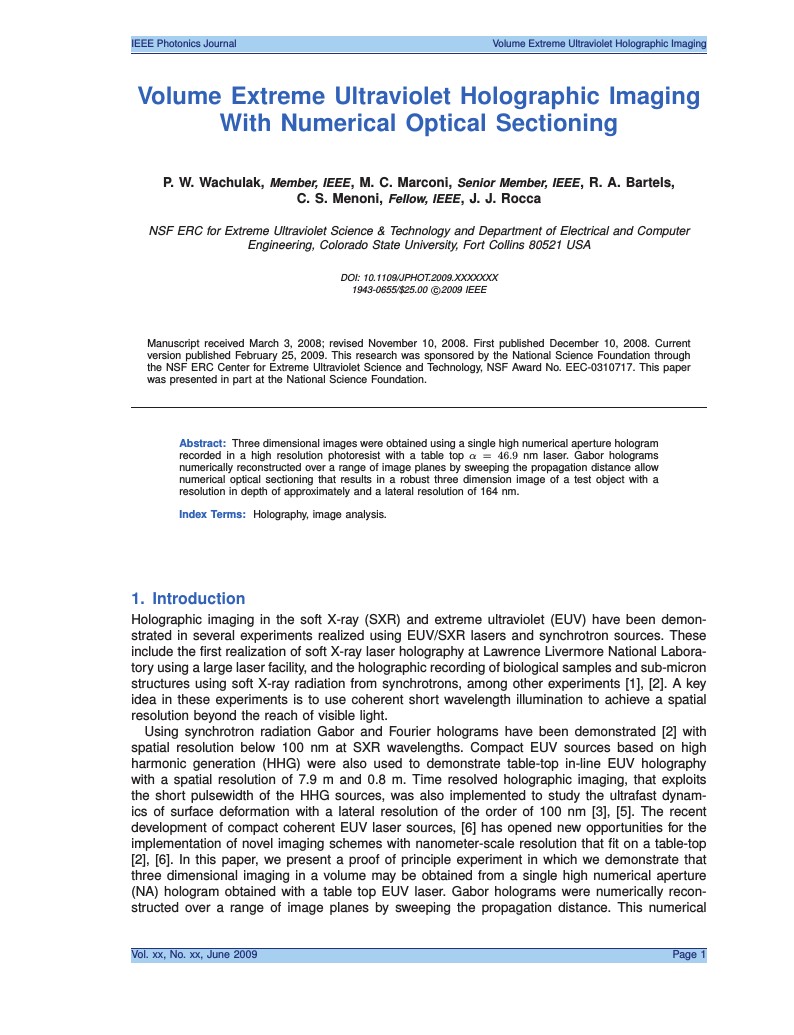 IEEE Photonics Journal Volume Extreme Ultraviolet Holographic Imaging
Volume Extreme Ultraviolet Holographic Imaging
With Numerical Optical Sectioning
P. W. Wachulak, Member, IEEE, M. C. Marconi, Senior Member, IEEE, R. A. Bartels,
C. S. Menoni, Fellow, IEEE, J. J. Rocca
NSF ERC for Extreme Ultraviolet Science & Technology and Department of Electrical and Computer
Engineering, Colorado State University, Fort Collins 80521 USA
DOI: 10.1109/JPHOT.2009.XXXXXXX
1943-0655/$25.00 ©2009 IEEE
Manuscript received March 3, 2008; revised November 10, 2008. First published December 10, 2008. Current
version published February 25, 2009. This research was sponsored by the National Science Foundation through
the NSF ERC Center for Extreme Ultraviolet Science and Technology, NSF Award No. EEC-0310717. This paper
was presented in part at the National Science Foundation.
Abstract: Three dimensional images were obtained using a single high numerical aperture hologram
recorded in a high resolution photoresist with a table top α = 46.9 nm laser. Gabor holograms
numerically reconstructed over a range of image planes by sweeping the propagation distance allow
numerical optical sectioning that results in a robust three dimension image of a test object with a
resolution in depth of approximately and a lateral resolution of 164 nm.
Index Terms: Holography, image analysis.
1. Introduction
Holographic imaging in the soft X-ray (SXR) and extreme ultraviolet (EUV) have been demon-
strated in several experiments realized using EUV/SXR lasers and synchrotron sources. These
include the first realization of soft X-ray laser holography at Lawrence Livermore National Labora-
tory using a large laser facility, and the holographic recording of biological samples and sub-micron
structures using soft X-ray radiation from synchrotrons, among other experiments [1], [2]. A key
idea in these experiments is to use coherent short wavelength illumination to achieve a spatial
resolution beyond the reach of visible light.
Using synchrotron radiation Gabor and Fourier holograms have been demonstrated [2] with
spatial resolution below 100 nm at SXR wavelengths. Compact EUV sources based on high
harmonic generation (HHG) were also used to demonstrate table-top in-line EUV holography
with a spatial resolution of 7.9 m and 0.8 m. Time resolved holographic imaging, that exploits
the short pulsewidth of the HHG sources, was also implemented to study the ultrafast dynam-
ics of surface deformation with a lateral resolution of the order of 100 nm [3], [5]. The recent
development of compact coherent EUV laser sources, [6] has opened new opportunities for the
implementation of novel imaging schemes with nanometer-scale resolution that fit on a table-top
[2], [6]. In this paper, we present a proof of principle experiment in which we demonstrate that
three dimensional imaging in a volume may be obtained from a single high numerical aperture
(NA) hologram obtained with a table top EUV laser. Gabor holograms were numerically recon-
structed over a range of image planes by sweeping the propagation distance. This numerical
Vol. xx, No. xx, June 2009 Page 1